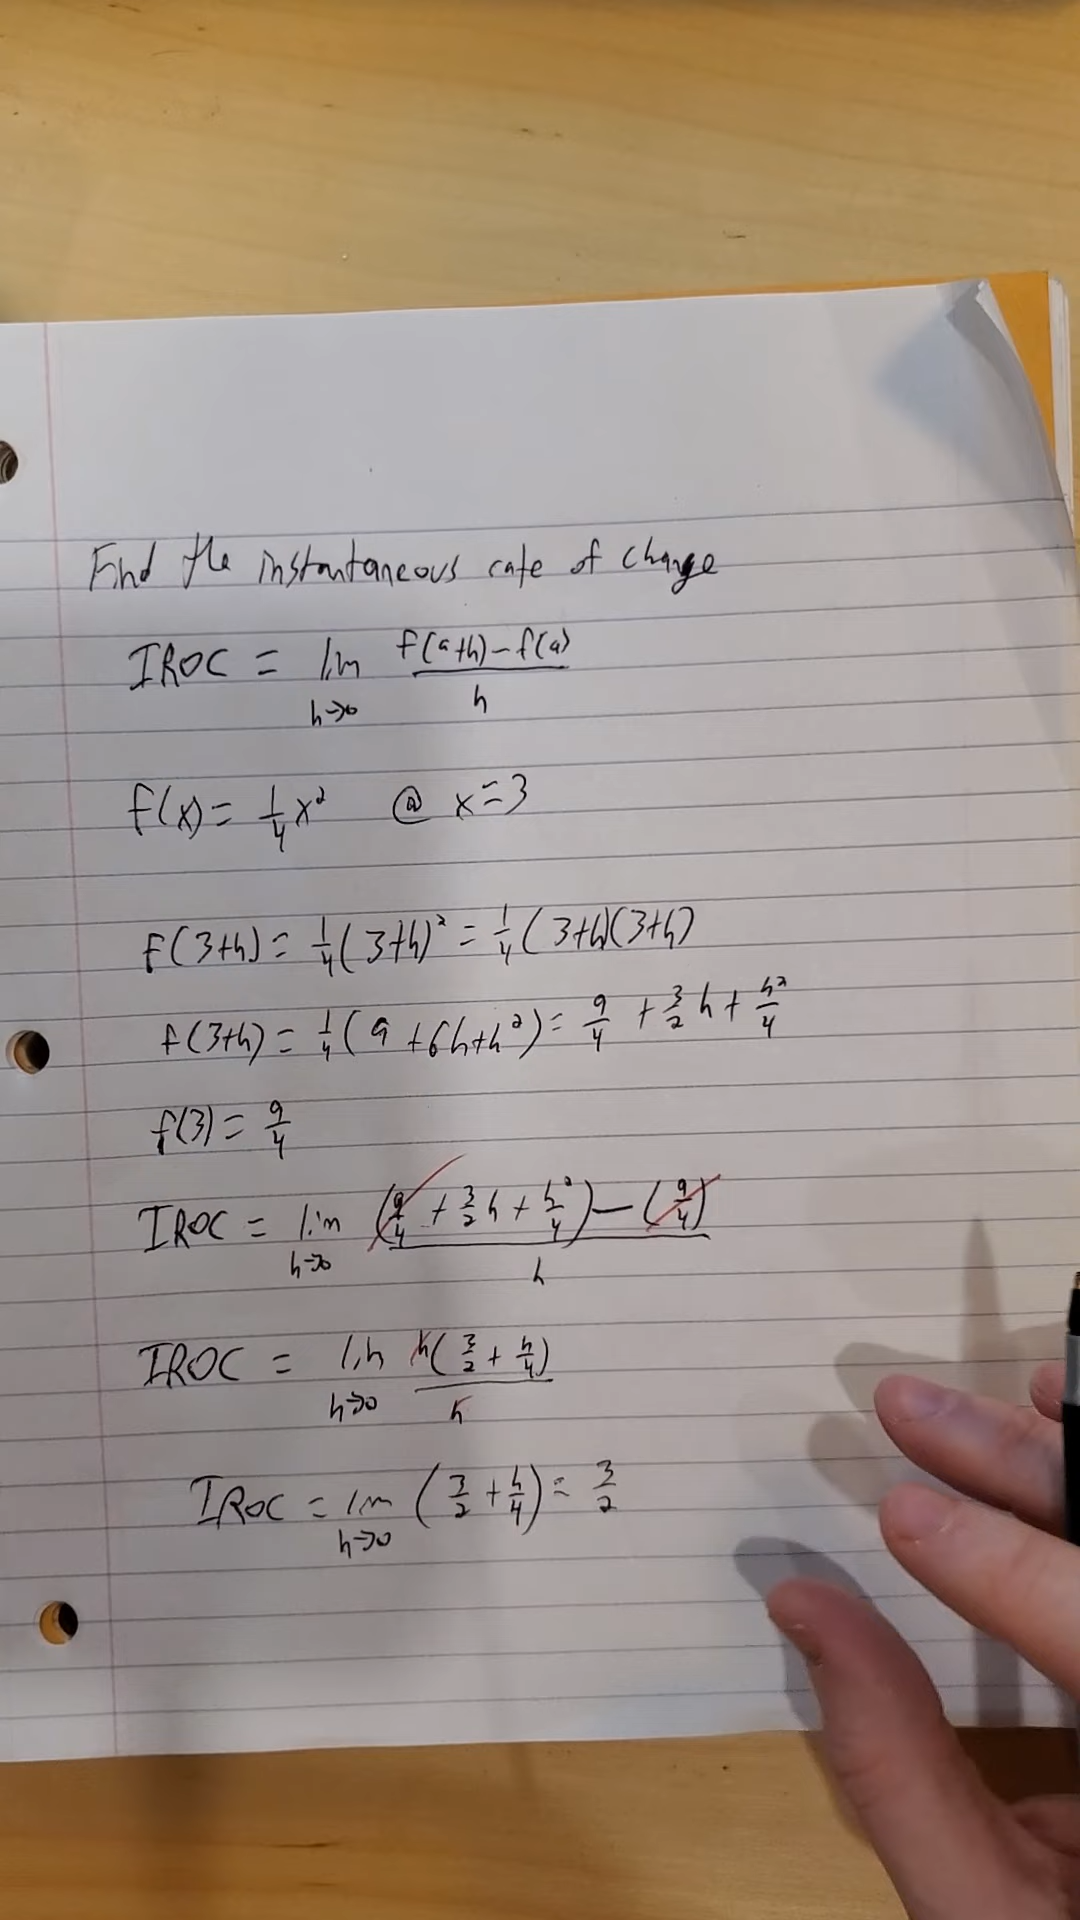 Find the instantaneous rate of change
IROC = lim h→0 (f(a+h)-f(a))/h
f(x) = 1/4 x² @ x=3
f(3+h) = 1/4(3+h)² = 1/4(3+h)(3+h)
f(3+h) = 1/4(9+6h+h²) = 9/4 + 3/2 h + h²/4
f(3) = 9/4
IROC = lim h→0 ((9/4 + 3/2 h + h²/4) - (9/4))/h
IROC = lim h→0 h(3/2 + h/4)/h
IROC = lim h→0 (3/2 + h/4) = 3/2